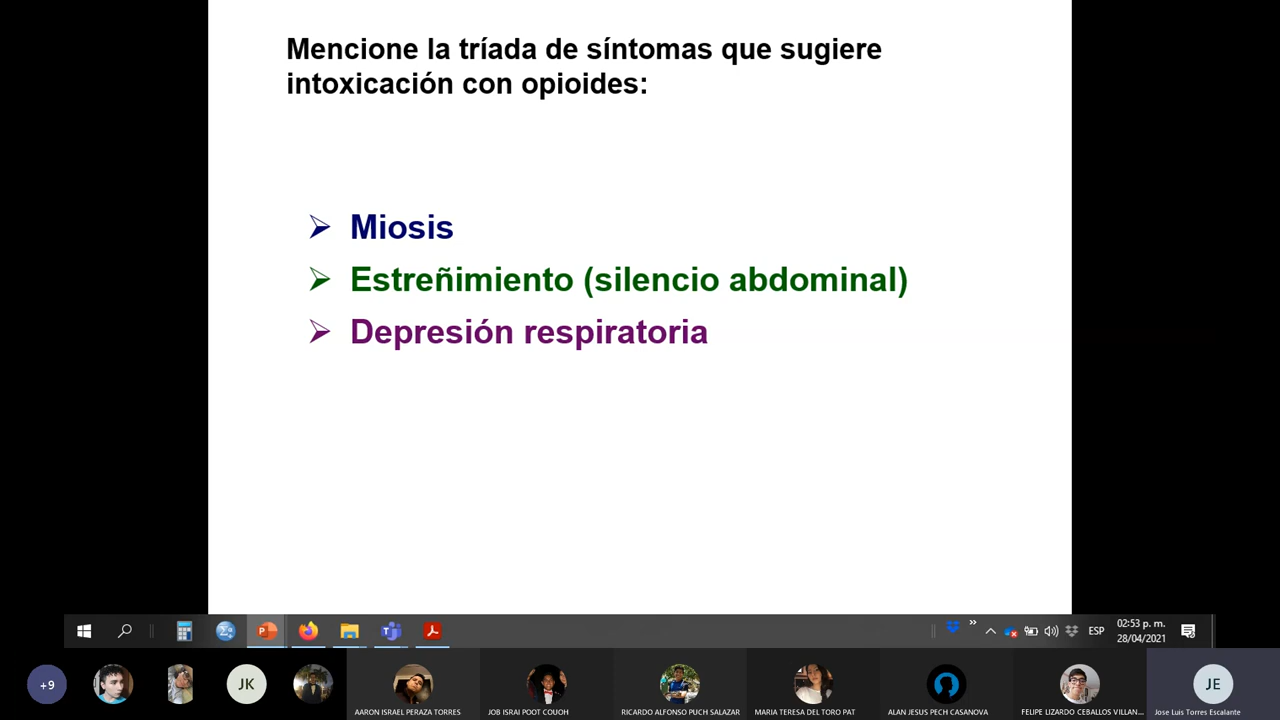 Mencione la tríada de síntomas que sugiere
intoxicación con opioides:
Miosis
Estreñimiento (silencio abdominal)
Depresión respiratoria
ESP
02:53 p. m.
28/04/2021
+9
JK
JE
AARON ISRAEL PERAZA TORRES
JOB ISRAI POOT COUOH
RICARDO ALFONSO PUCH SALAZAR
MARIA TERESA DEL TORO PAT
ALAN JESUS PECH CASANOVA
FELIPE LIZARDO CEBALLOS VILLAN...
Jose Luis Torres Escalante